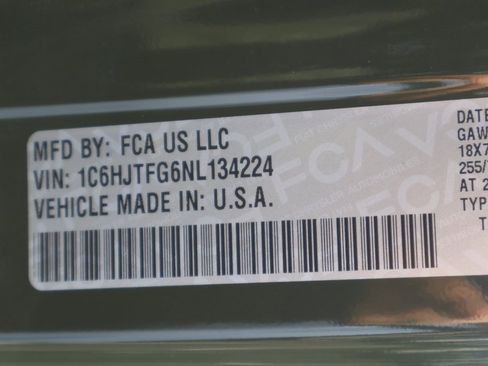 MFD BY: FCA US LLC
VIN: 1C6HJTFG6NL134224
VEHICLE MADE IN: U.S.A.
DATE
GAW
18X7
255/
AT 2
TYP
T